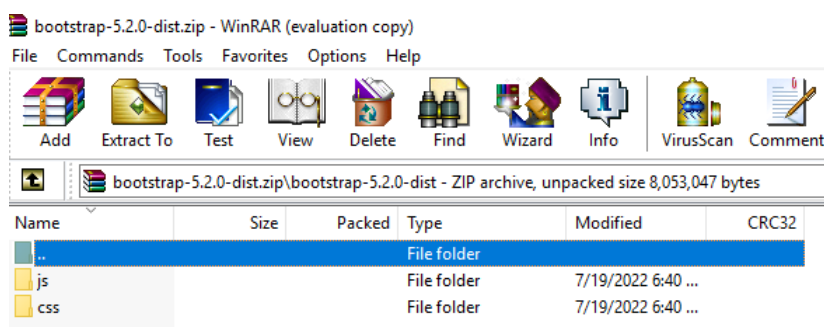 bootstrap-5.2.0-dist.zip - WinRAR (evaluation copy)
File Commands Tools Favorites Options Help
Add Extract To Test View Delete Find Wizard Info VirusScan Comment
bootstrap-5.2.0-dist.zip\bootstrap-5.2.0-dist - ZIP archive, unpacked size 8,053,047 bytes
Name Size Packed Type Modified CRC32
.. File folder
js File folder 7/19/2022 6:40 ...
css File folder 7/19/2022 6:40 ...